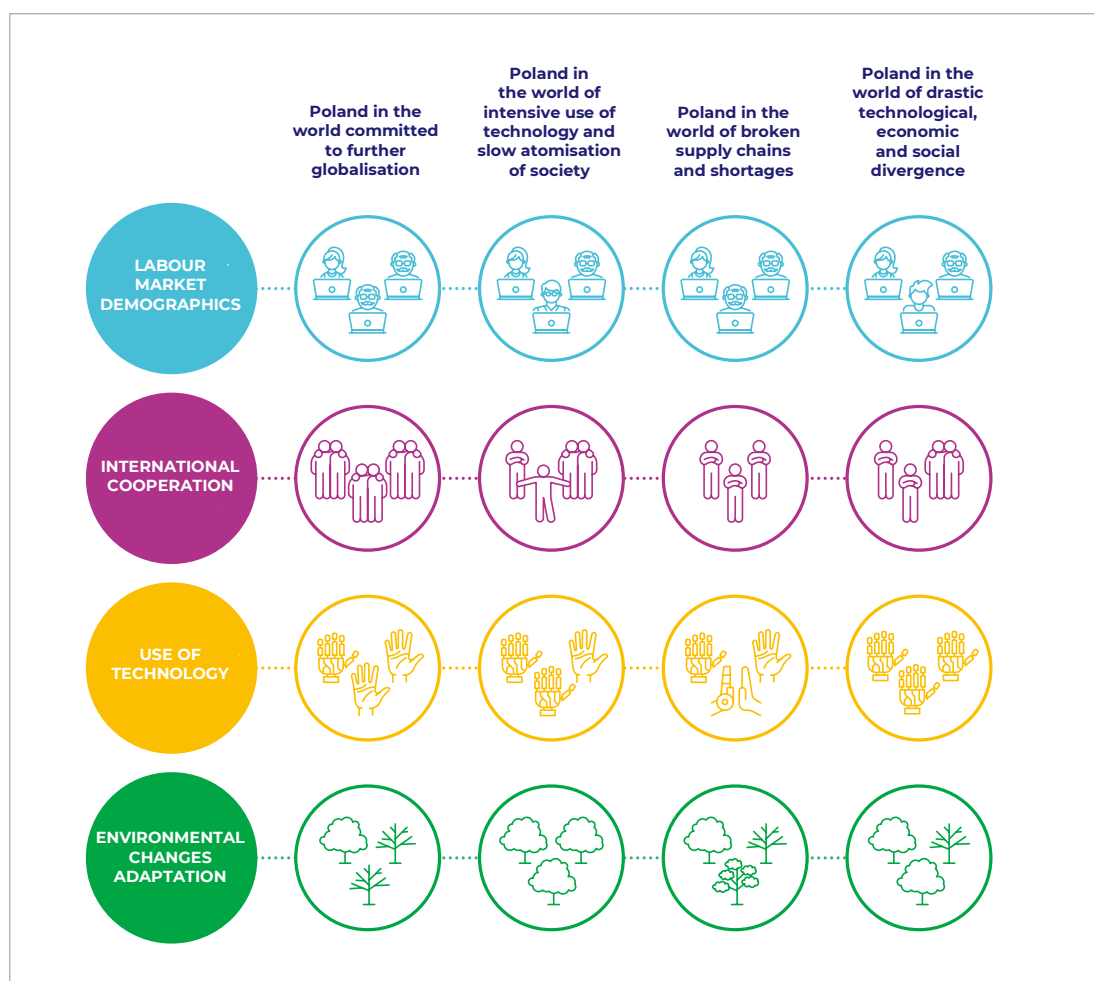 Poland in the
world committed
to further
globalisation
Poland in
the world of
intensive use of
technology and
slow atomisation
of society
Poland in the
world of broken
supply chains
and shortages
Poland in the
world of drastic
technological,
economic
and social
divergence
LABOUR
MARKET
DEMOGRAPHICS
INTERNATIONAL
COOPERATION
USE OF
TECHNOLOGY
ENVIRONMENTAL
CHANGES
ADAPTATION